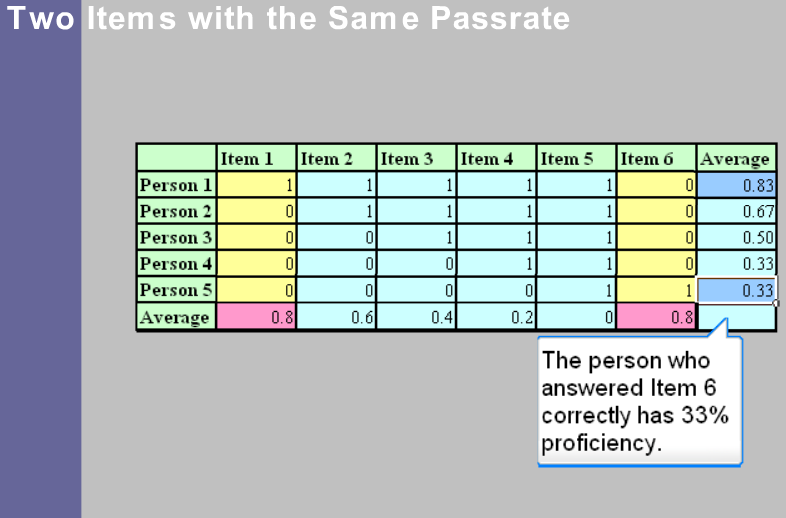 Two Items with the Same Passrate
Item 1 Item 2 Item 3 Item 4 Item 5 Item 6 Average
Person 1 1 1 1 1 1 0 0.83
Person 2 0 1 1 1 1 0 0.67
Person 3 0 0 1 1 1 0 0.50
Person 4 0 0 0 1 1 0 0.33
Person 5 0 0 0 0 1 1 0.33
Average 0.8 0.6 0.4 0.2 0 0.8
The person who
answered Item 6
correctly has 33%
proficiency.